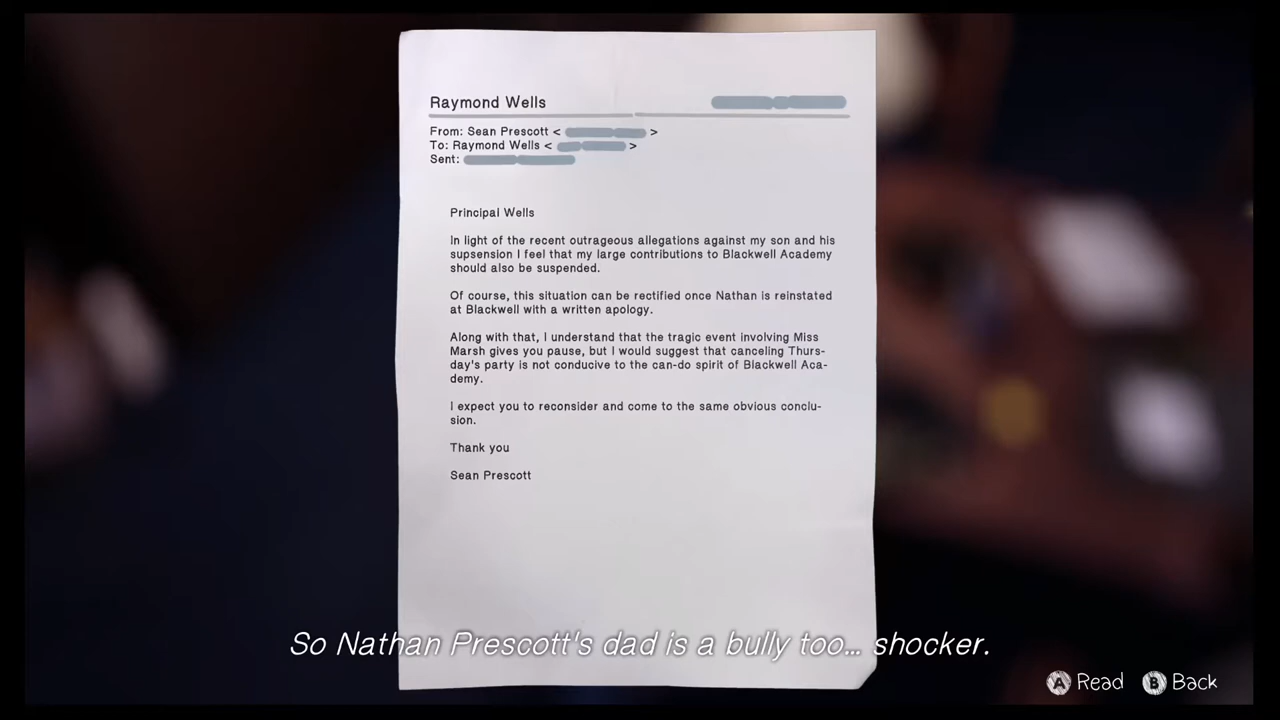 Raymond Wells
From: Sean Prescott < >
To: Raymond Wells < >
Sent:
Principal Wells
In light of the recent outrageous allegations against my son and his
supsension I feel that my large contributions to Blackwell Academy
should also be suspended.
Of course, this situation can be rectified once Nathan is reinstated
at Blackwell with a written apology.
Along with that, I understand that the tragic event involving Miss
Marsh gives you pause, but I would suggest that canceling Thurs-
day's party is not conducive to the can-do spirit of Blackwell Aca-
demy.
I expect you to reconsider and come to the same obvious conclu-
sion.
Thank you
Sean Prescott
So Nathan Prescott's dad is a bully too... shocker.
A Read B Back